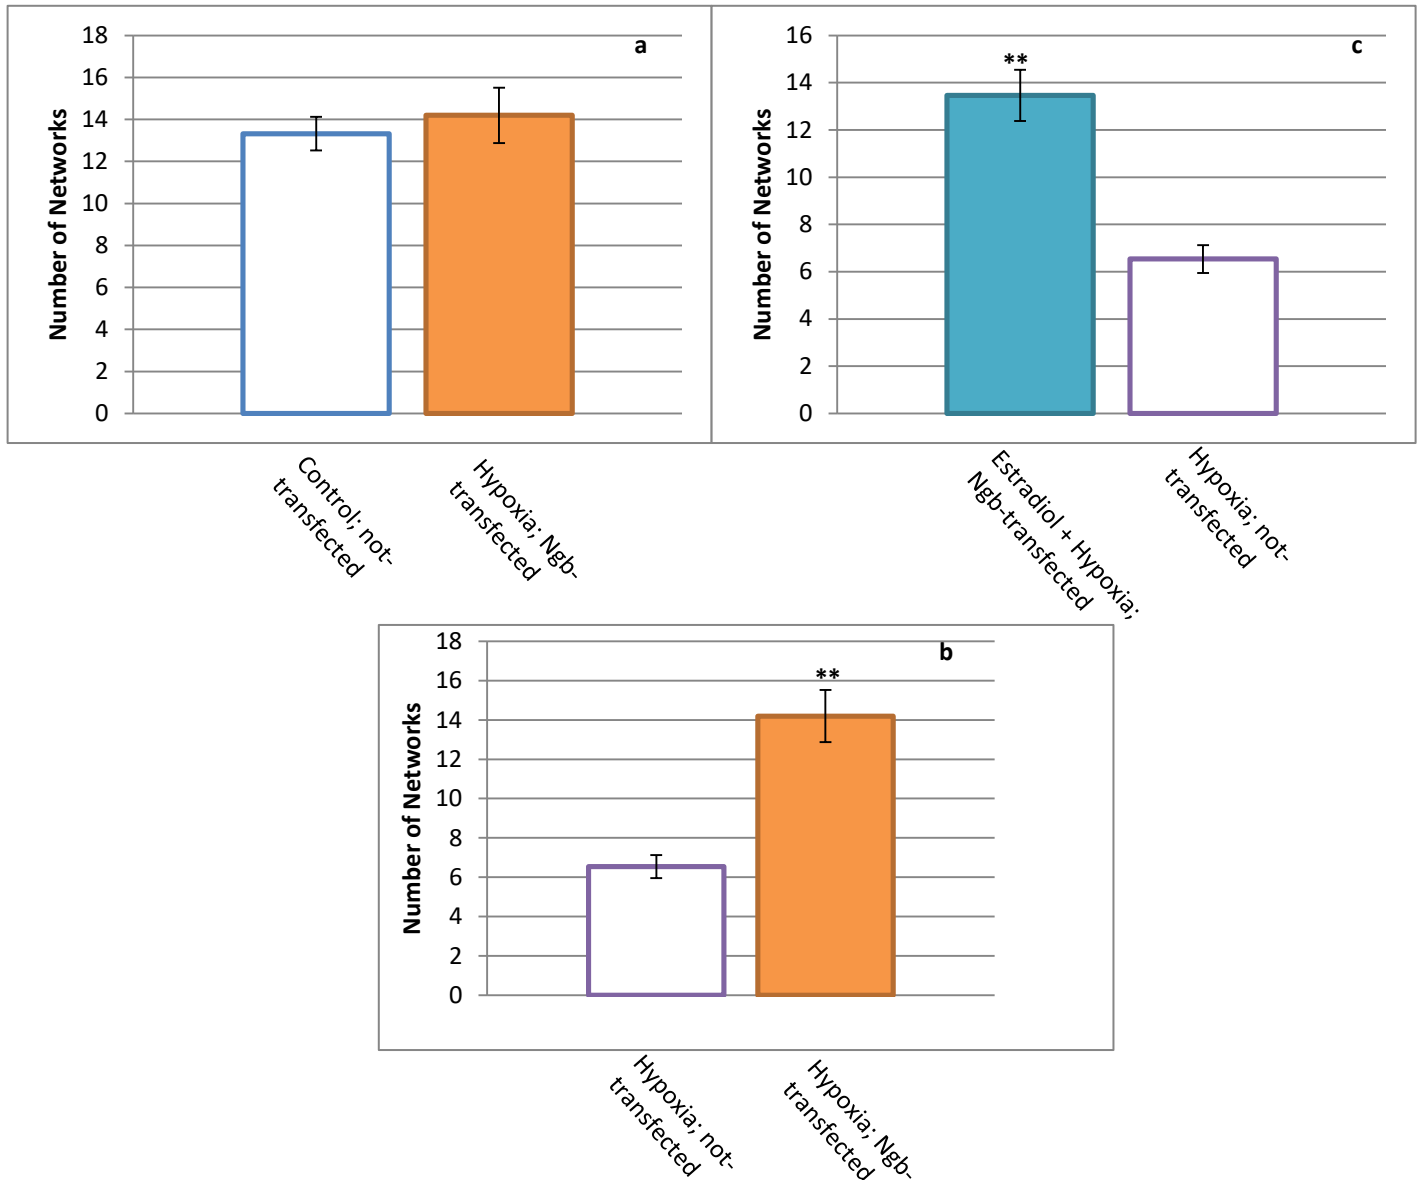 a
Number of Networks
18
16
14
12
10
8
6
4
2
0
Control; not-
transfected
Hypoxia; Ngb-
transfected
c
Number of Networks
16
14
12
10
8
6
4
2
0
**
Estradiol + Hypoxia;
Ngb-transfected
Hypoxia; not-
transfected
b
Number of Networks
18
16
14
12
10
8
6
4
2
0
**
Hypoxia; not-
transfected
Hypoxia; Ngb-
transfected